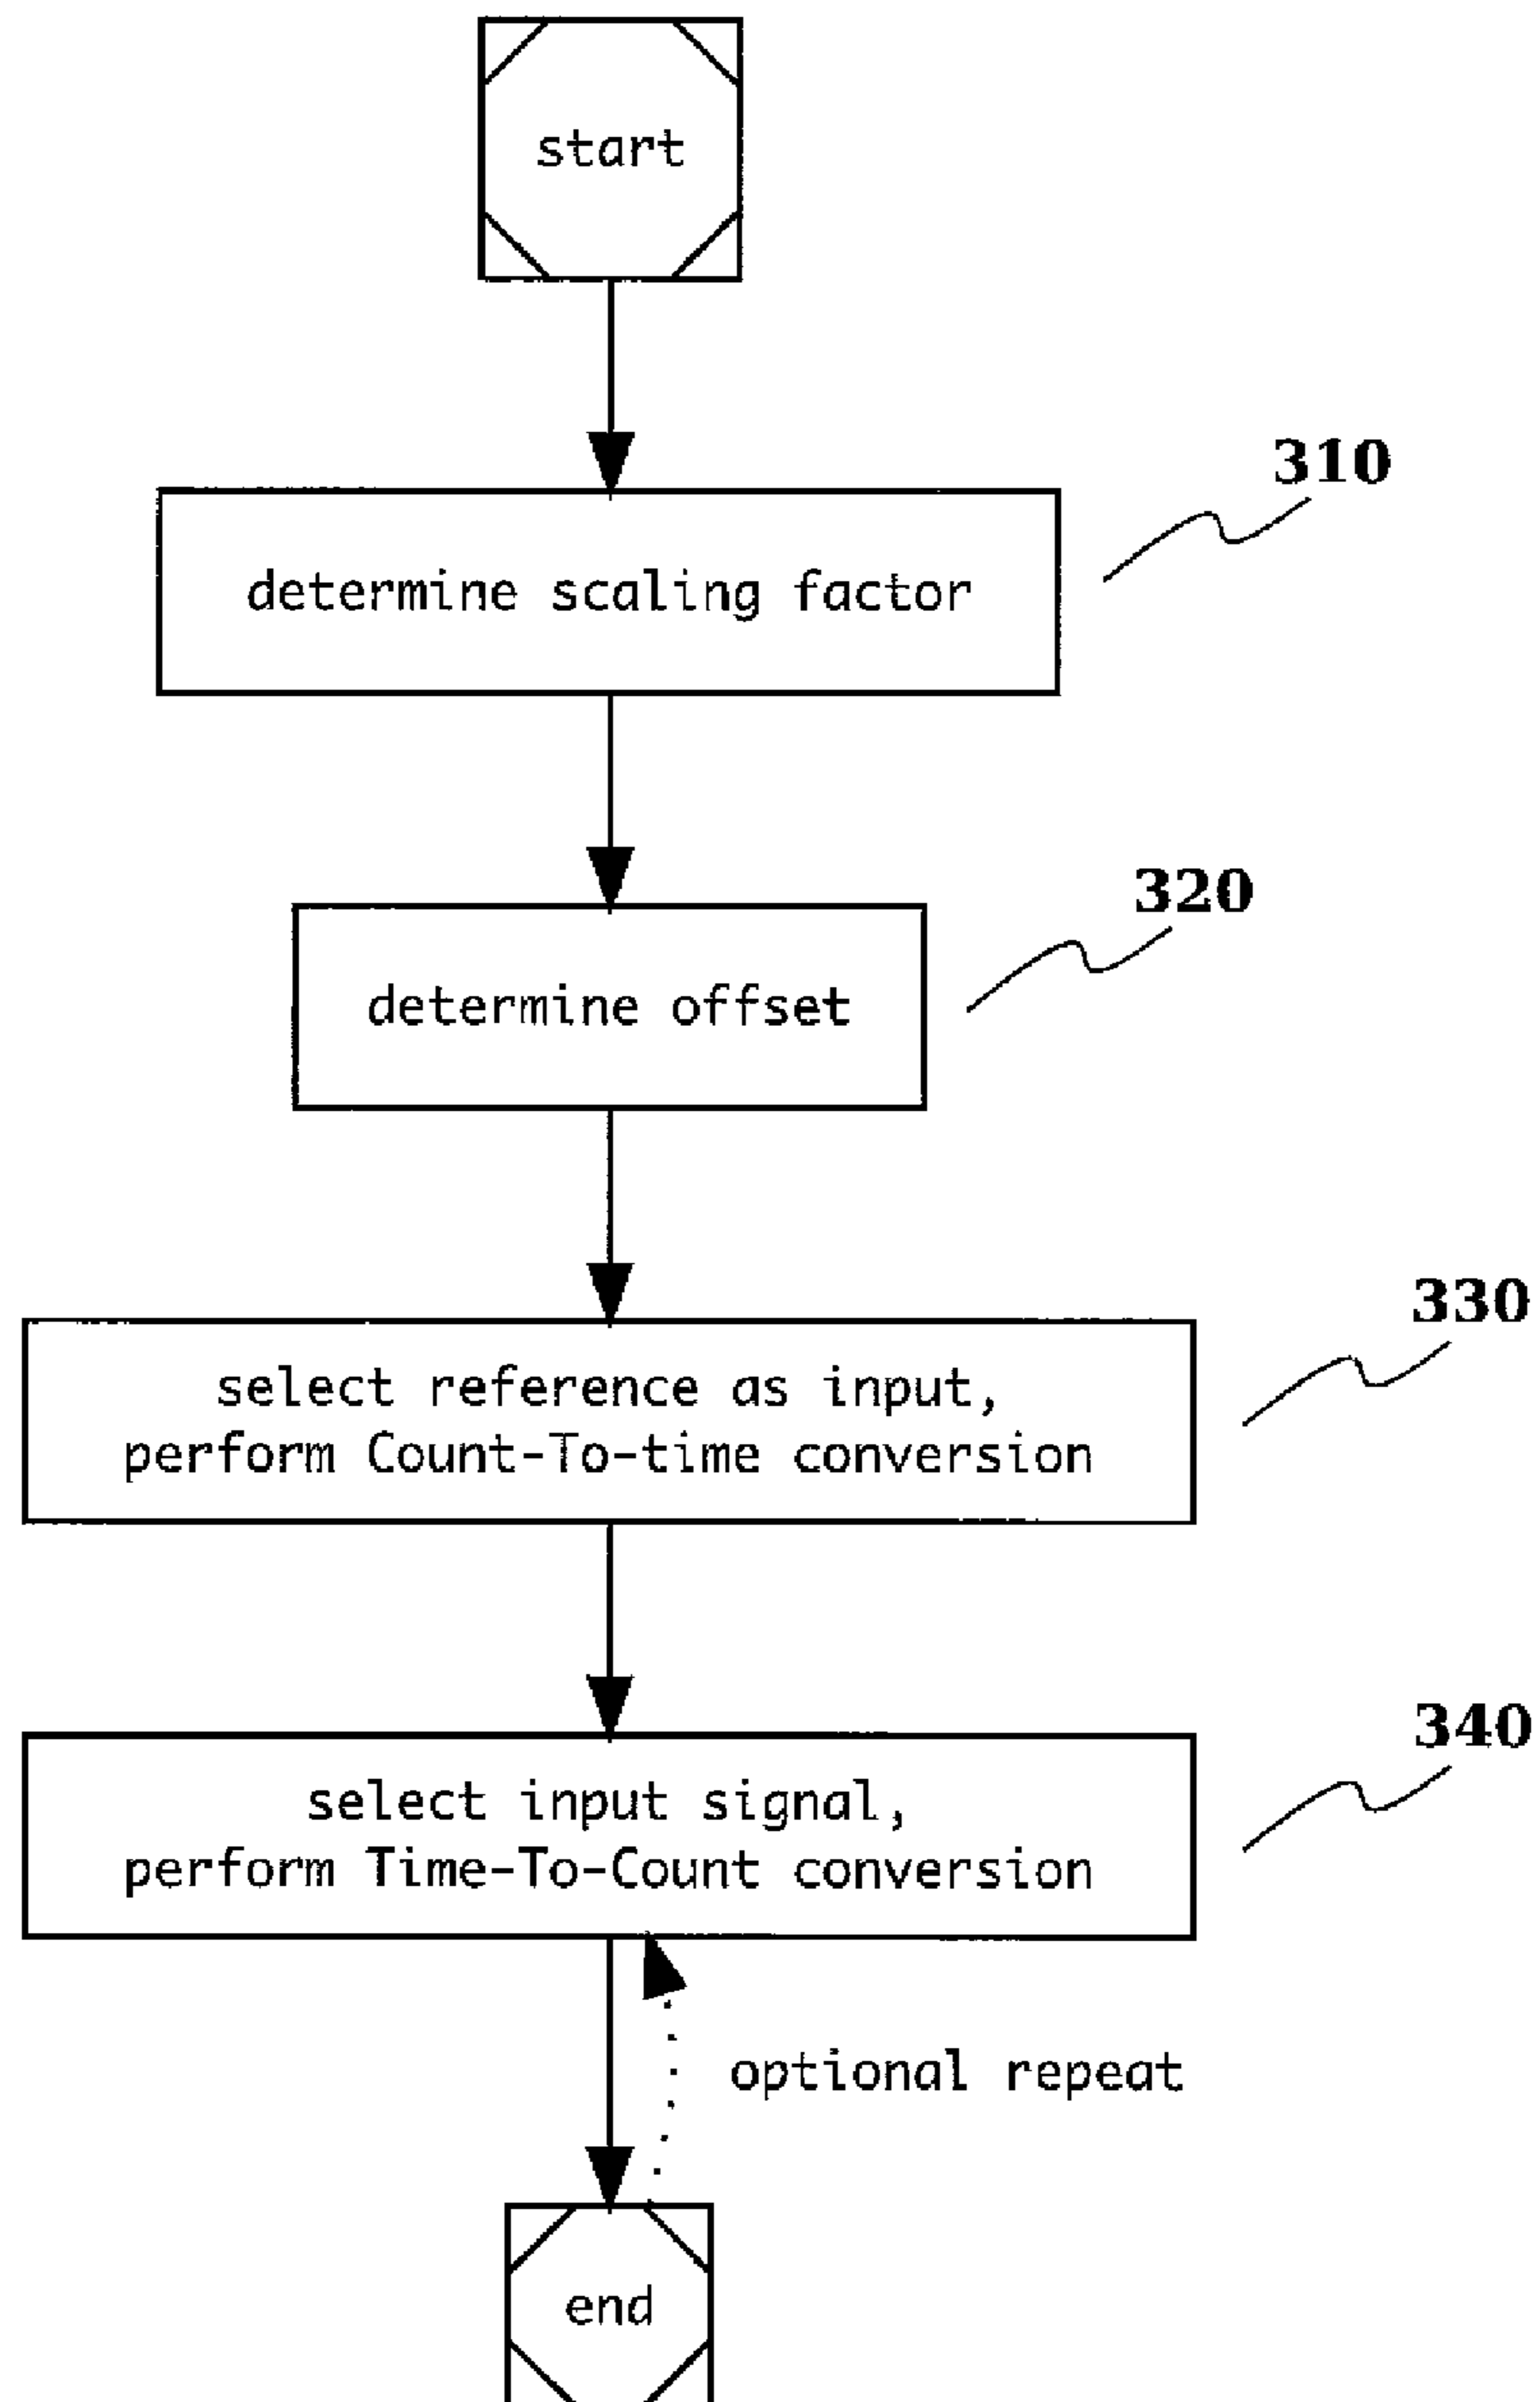 start
310
determine scaling factor
320
determine offset
330
select reference as input,
perform Count-To-time conversion
340
select input signal,
perform Time-To-Count conversion
optional repeat
end